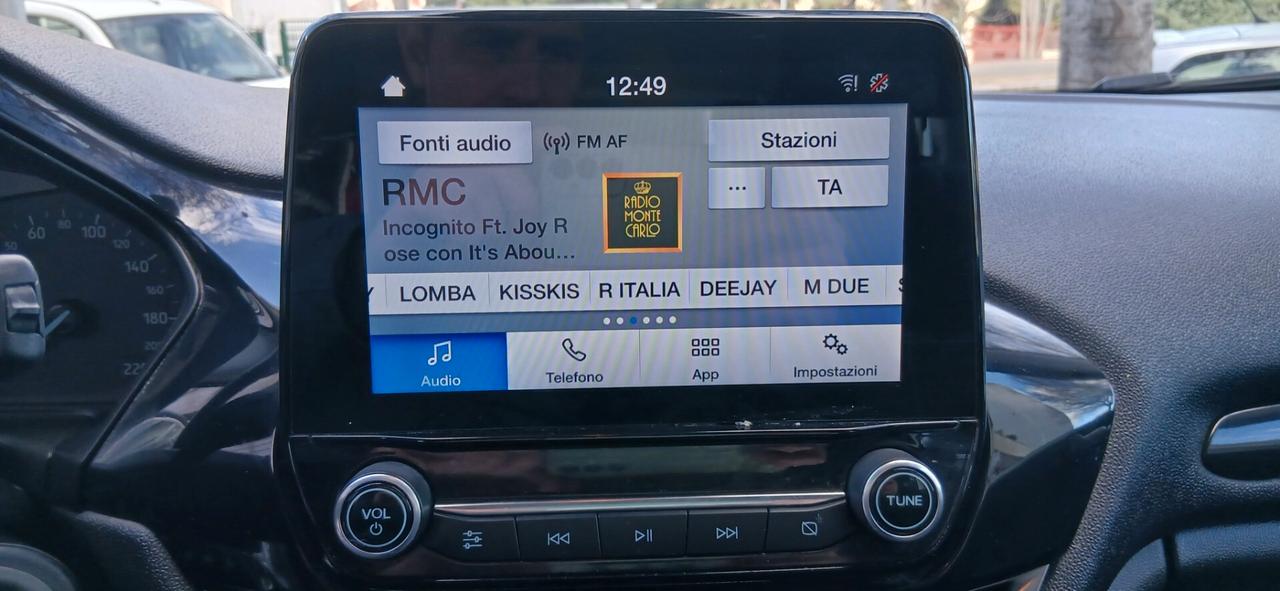 12:49
Fonti audio
FM AF
Stazioni
RMC
RADIO
MONTE
CARLO
...
TA
Incognito Ft. Joy R
ose con It's Abou...
LOMBA
KISSKIS
R ITALIA
DEEJAY
M DUE
Audio
Telefono
App
Impostazioni
VOL
TUNE
50
60
80
100
120
140
160
180
200